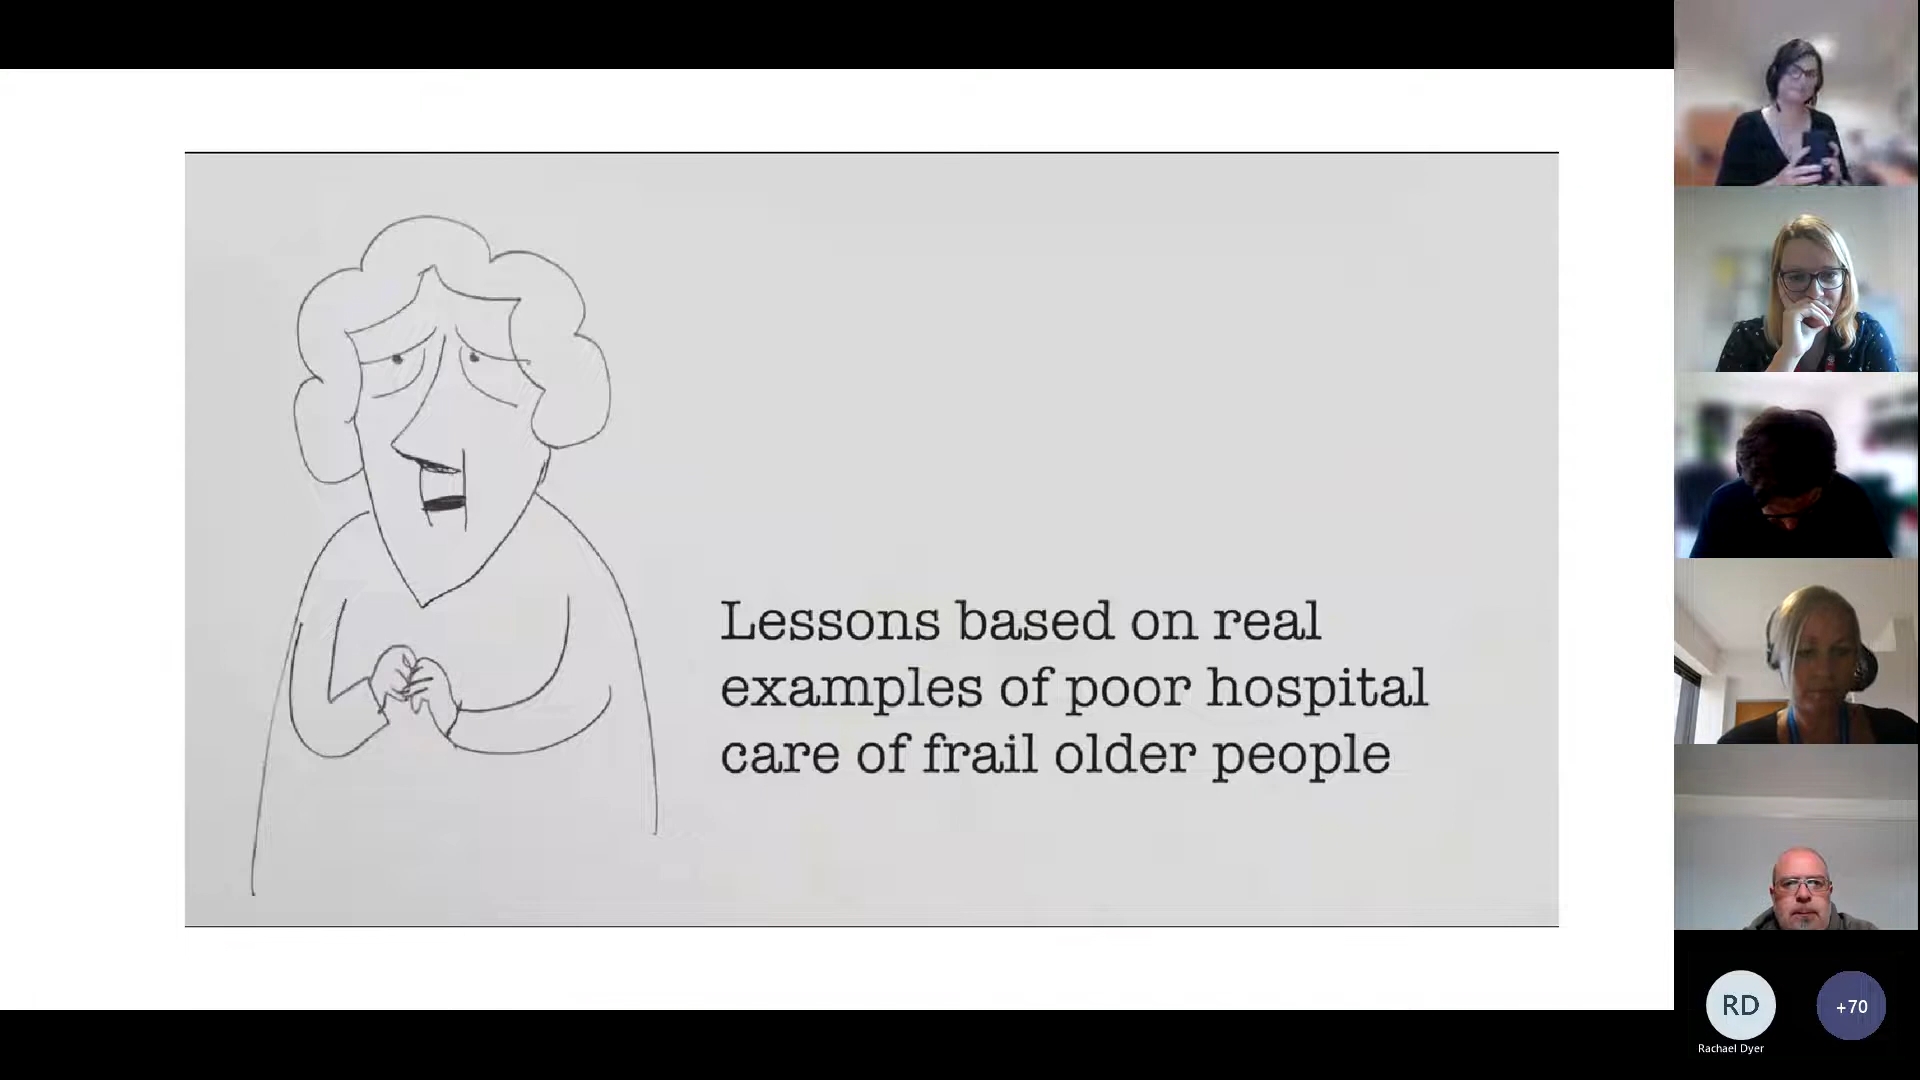 Lessons based on real
examples of poor hospital
care of frail older people
RD
+70
Rachael Dyer